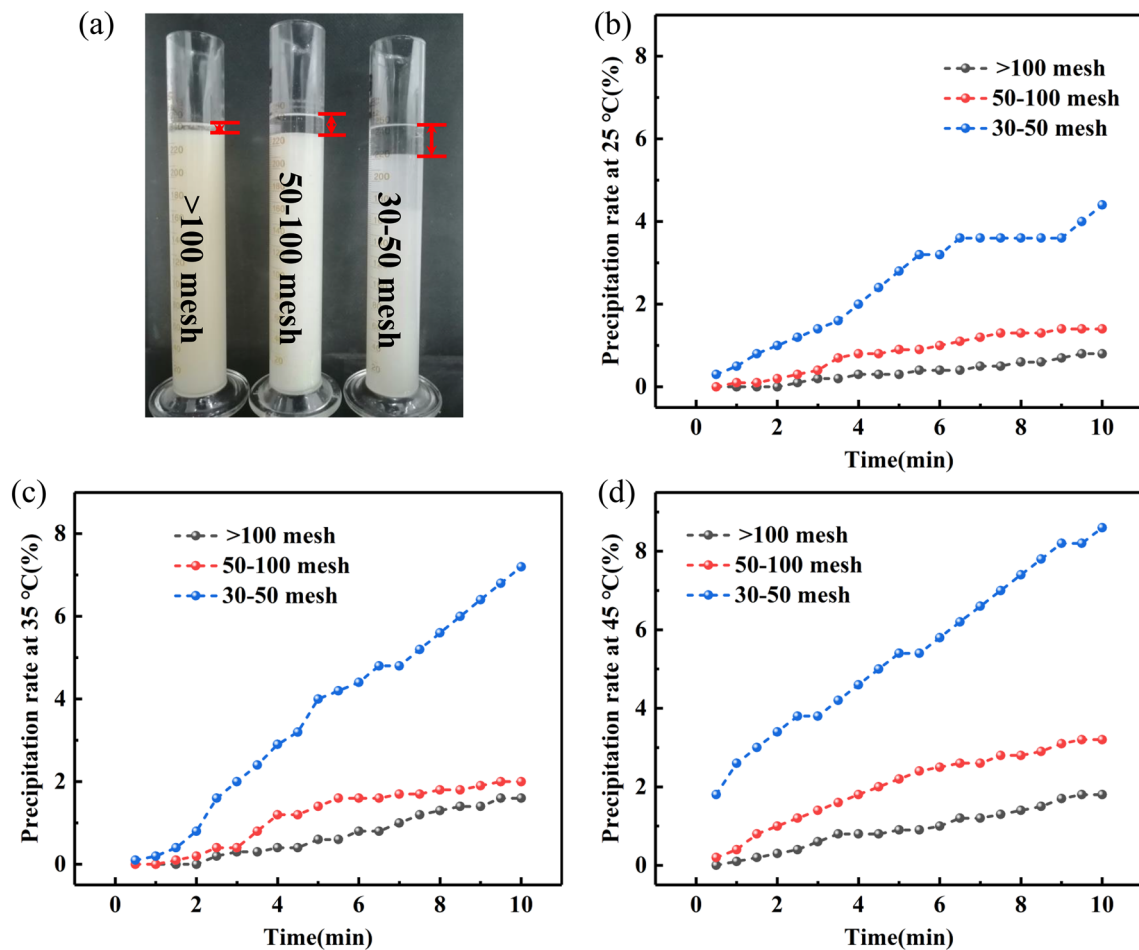 (a)
>100 mesh
50-100 mesh
30-50 mesh
(b)
Precipitation rate at 25 °C(%)
8
6
4
2
0
>100 mesh
50-100 mesh
30-50 mesh
0 2 4 6 8 10
Time(min)
(c)
Precipitation rate at 35 °C(%)
8
6
4
2
0
>100 mesh
50-100 mesh
30-50 mesh
0 2 4 6 8 10
Time(min)
(d)
Precipitation rate at 45 °C(%)
8
6
4
2
0
>100 mesh
50-100 mesh
30-50 mesh
0 2 4 6 8 10
Time(min)